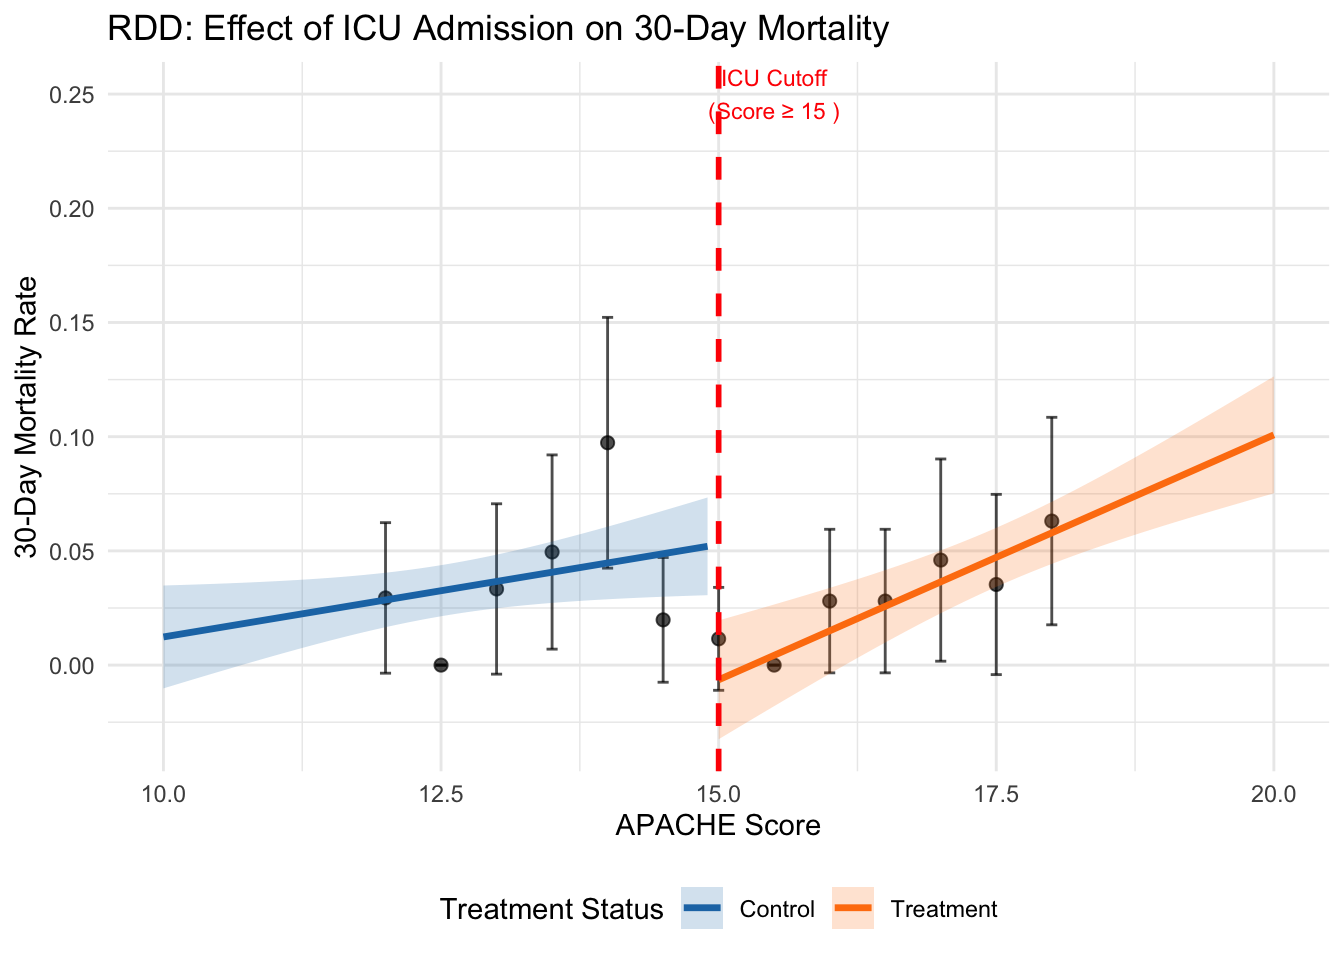 RDD: Effect of ICU Admission on 30-Day Mortality
ICU Cutoff
(Score ≥ 15 )
30-Day Mortality Rate
0.25
0.20
0.15
0.10
0.05
0.00
10.0 12.5 15.0 17.5 20.0
APACHE Score
Treatment Status Control Treatment